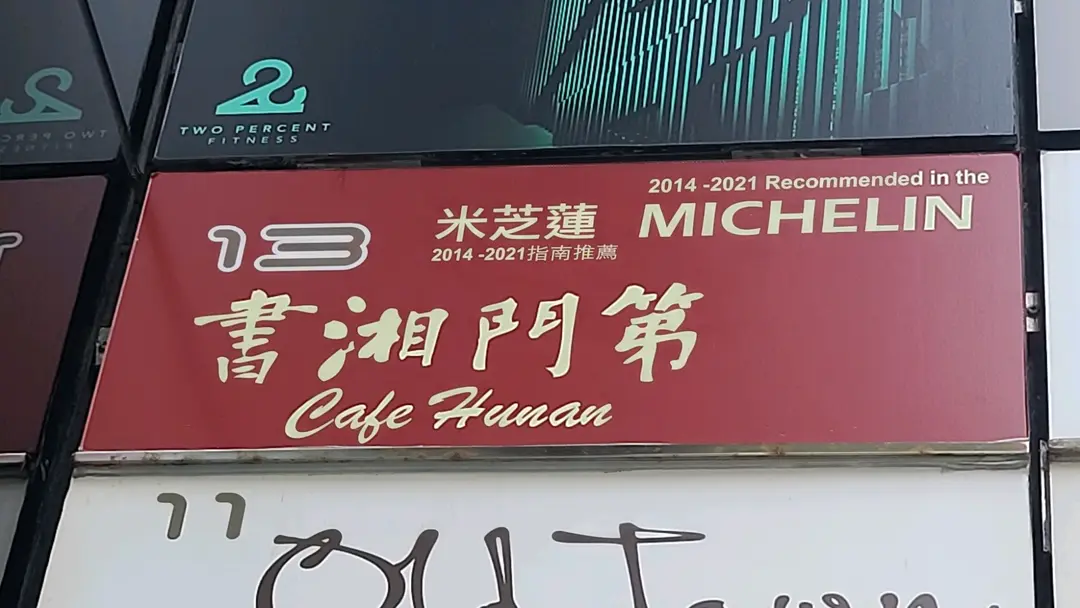 2
TWO PERCENT
FITNESS
2014 -2021 Recommended in the
MICHELIN
米芝蓮
2014 -2021指南推薦
13
書湘門第
Cafe Hunan
11